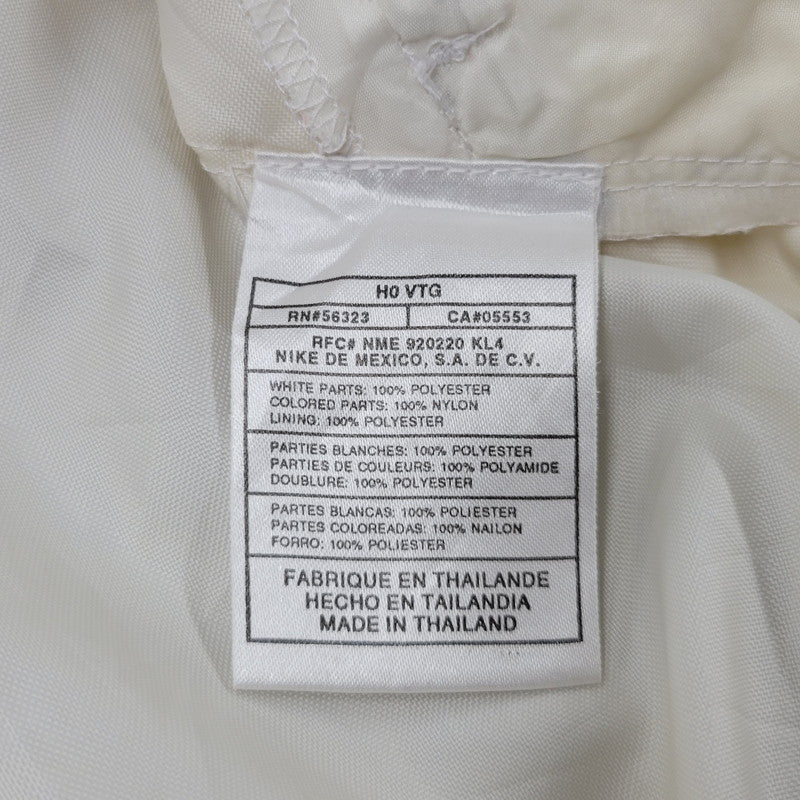 H0 VTG
RN#56323 CA#05553
RFC# NME 920220 KL4
NIKE DE MEXICO, S.A. DE C.V.
WHITE PARTS: 100% POLYESTER
COLORED PARTS: 100% NYLON
LINING: 100% POLYESTER
PARTIES BLANCHES: 100% POLYESTER
PARTIES DE COULEURS: 100% POLYAMIDE
DOUBLURE: 100% POLYESTER
PARTES BLANCAS: 100% POLIESTER
PARTES COLOREADAS: 100% NAILON
FORRO: 100% POLIESTER
FABRIQUE EN THAILANDE
HECHO EN TAILANDIA
MADE IN THAILAND